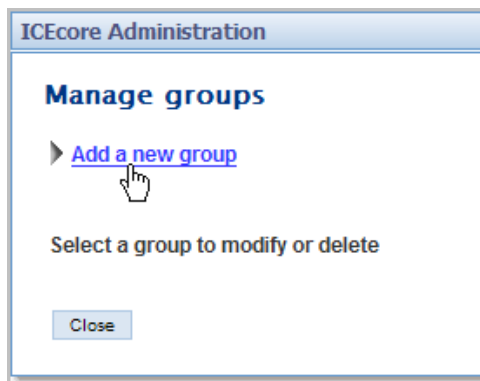 ICEcore Administration
Manage groups
Add a new group
Select a group to modify or delete
Close